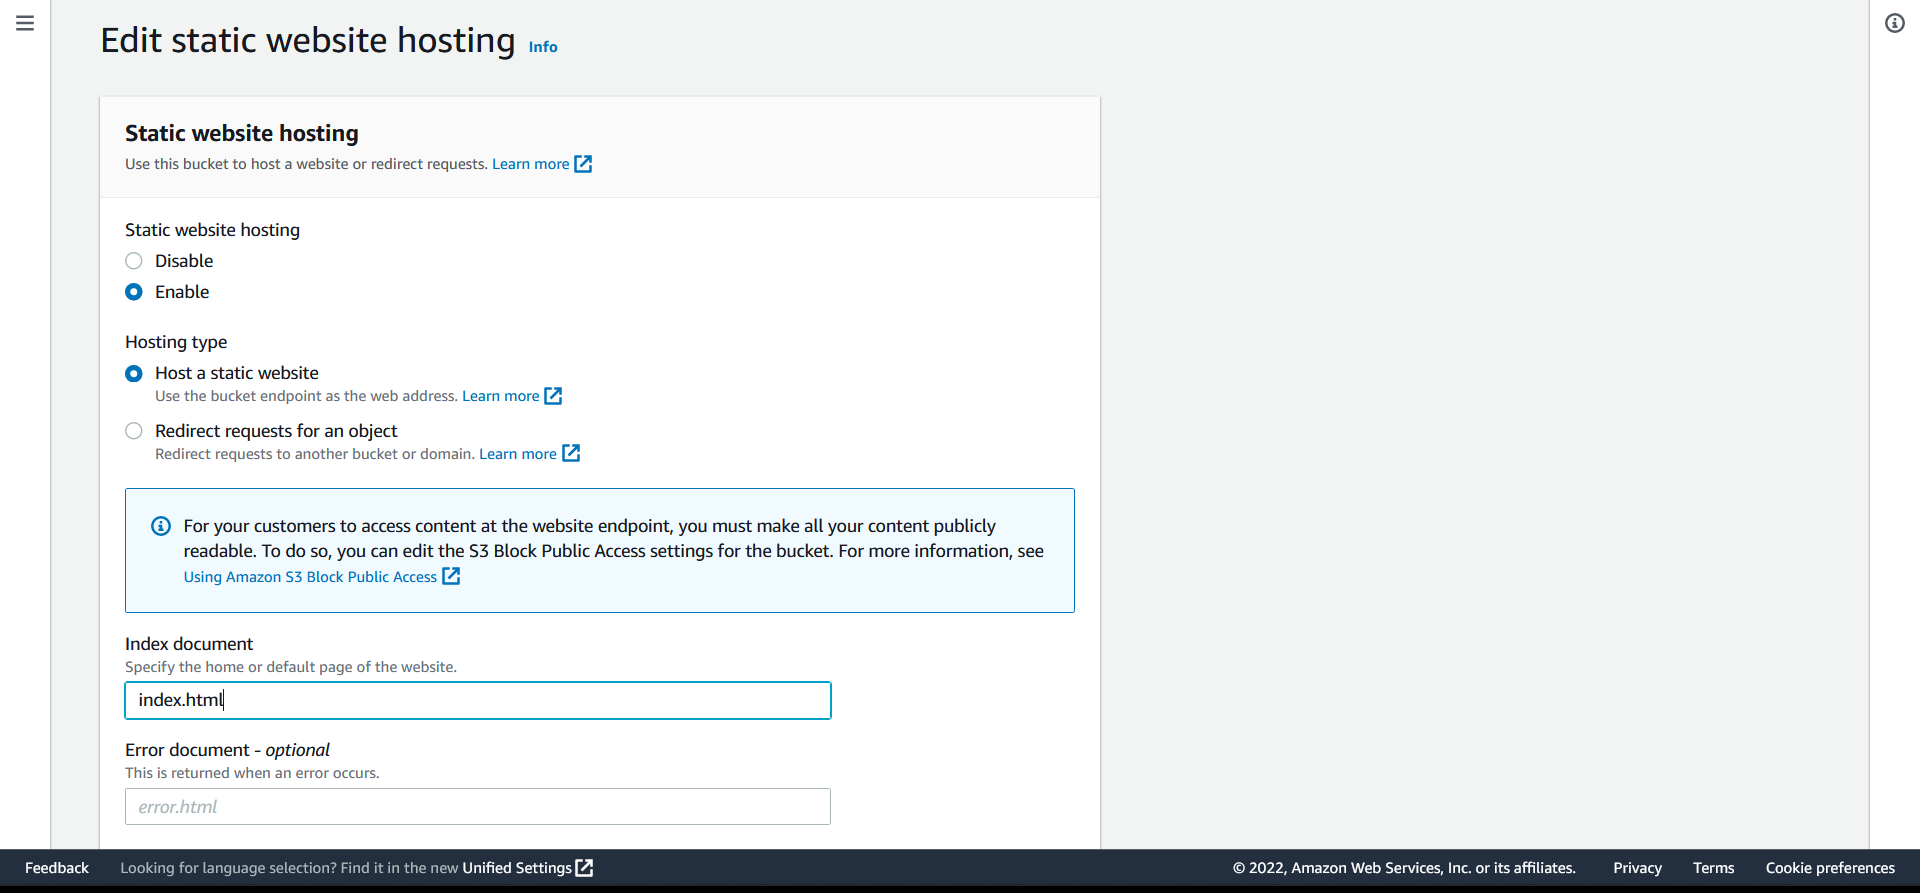 Edit static website hosting Info
Static website hosting
Use this bucket to host a website or redirect requests. Learn more
Static website hosting
Disable
Enable
Hosting type
Host a static website
Use the bucket endpoint as the web address. Learn more
Redirect requests for an object
Redirect requests to another bucket or domain. Learn more
For your customers to access content at the website endpoint, you must make all your content publicly
readable. To do so, you can edit the S3 Block Public Access settings for the bucket. For more information, see
Using Amazon S3 Block Public Access
Index document
Specify the home or default page of the website.
index.html
Error document - optional
This is returned when an error occurs.
error.html
Feedback Looking for language selection? Find it in the new Unified Settings © 2022, Amazon Web Services, Inc. or its affiliates. Privacy Terms Cookie preferences